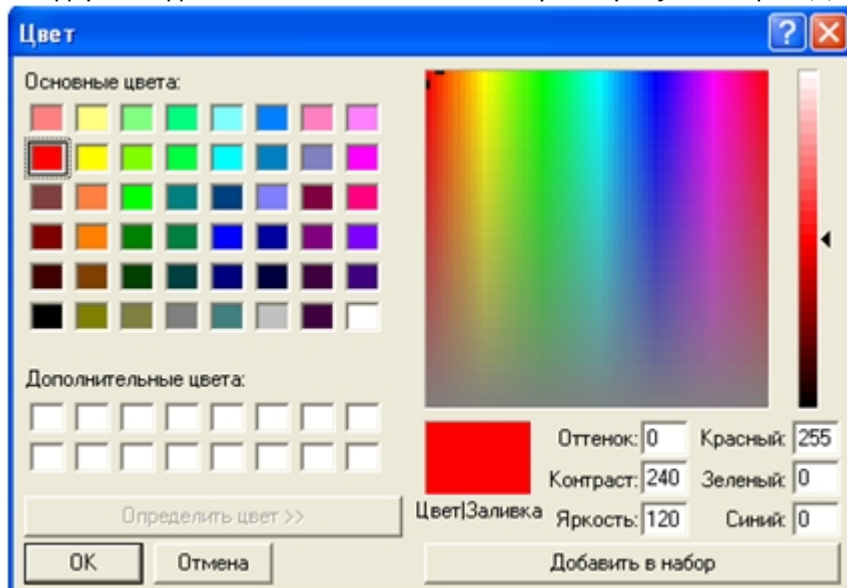 Цвет
Основные цвета:
Дополнительные цвета:
Определить цвет >>
ОК Отмена
Цвет|Заливка
Оттенок: 0 Красный: 255
Контраст: 240 Зеленый: 0
Яркость: 120 Синий: 0
Добавить в набор